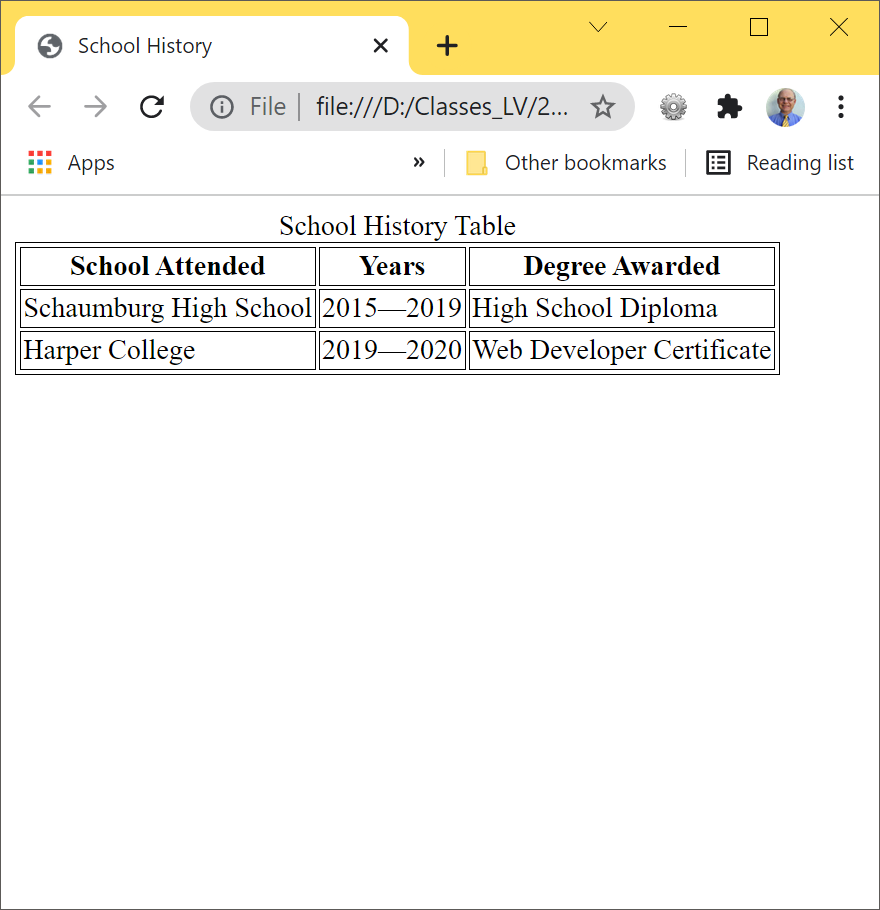 School History
File file:///D:/Classes_LV/2...
Apps » Other bookmarks Reading list
School History Table
School Attended Years Degree Awarded
Schaumburg High School 2015—2019 High School Diploma
Harper College 2019—2020 Web Developer Certificate